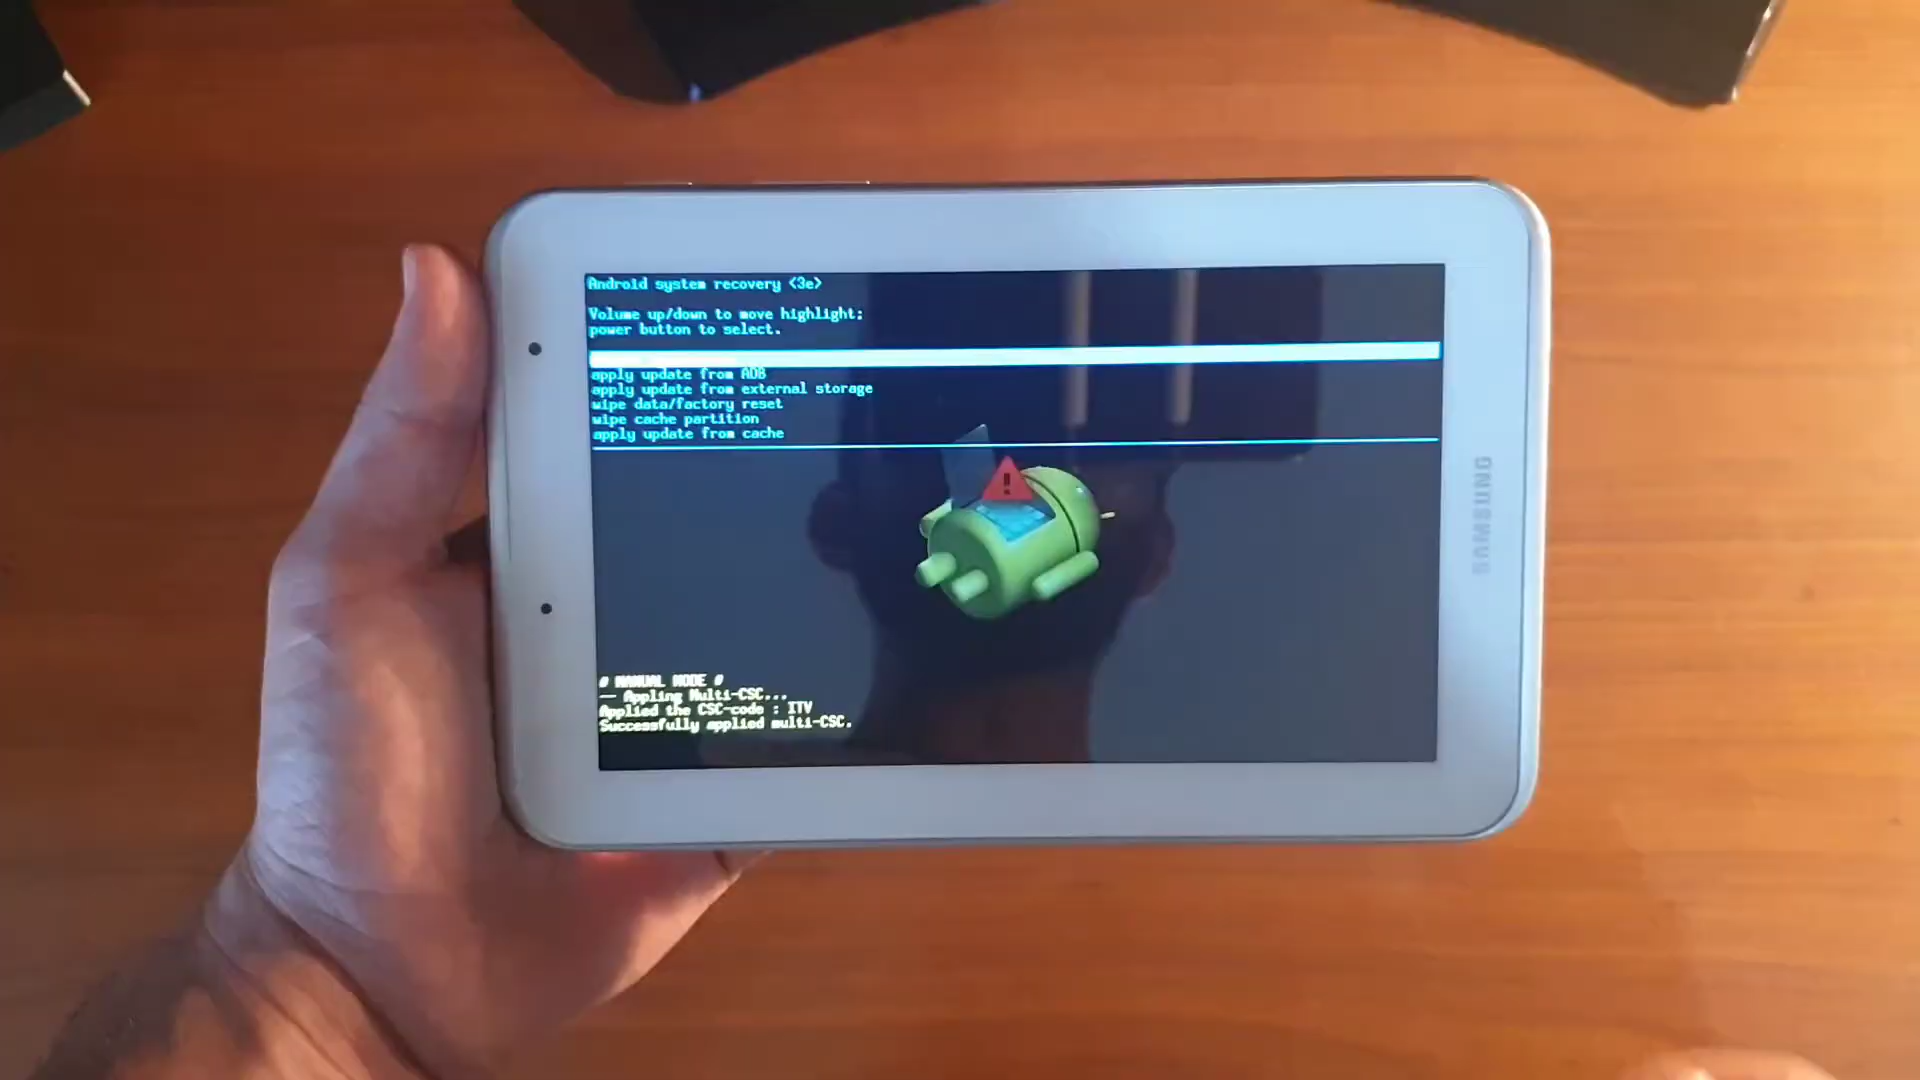 Android system recovery <3e>
Volume up/down to move highlight;
power button to select.
apply update from ADB
apply update from external storage
wipe data/factory reset
wipe cache partition
apply update from cache
# MANUAL MODE #
-- Appling Multi-CSC...
Applied the CSC-code : ITV
Successfully applied multi-CSC.
SAMSUNG